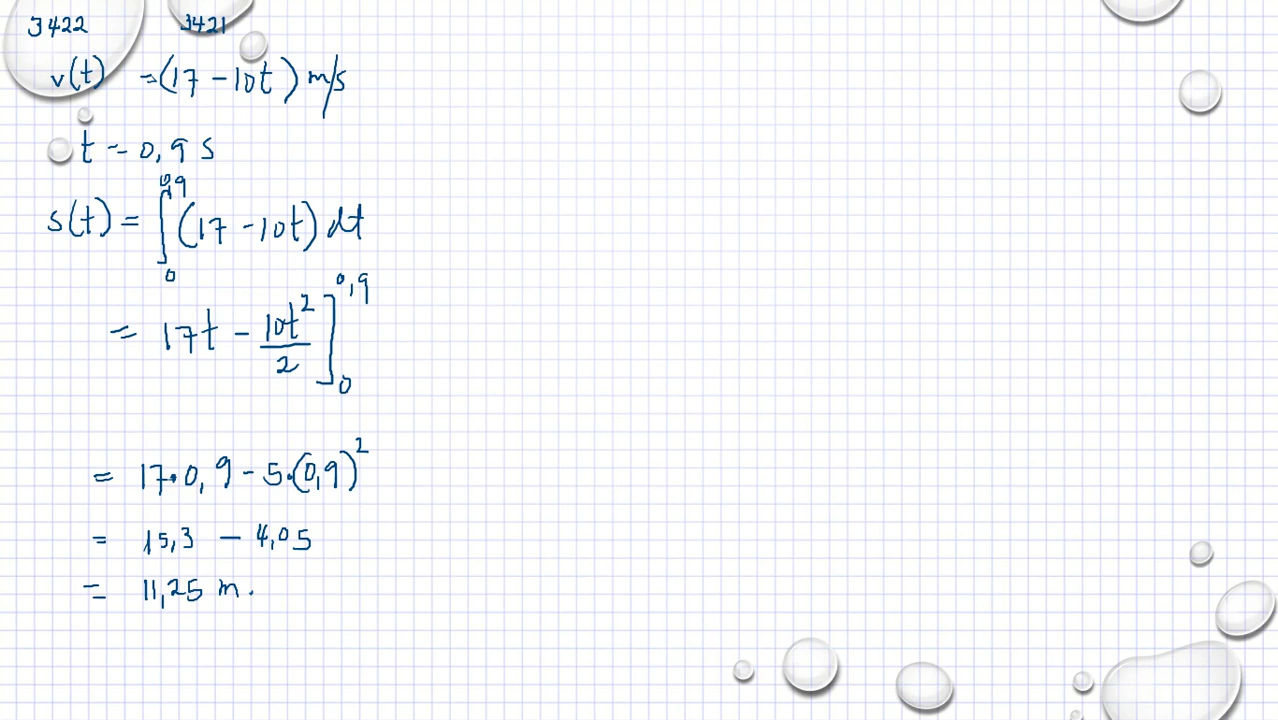 3422 3421
v(t) = (17 - 10t) m/s
t = 0,9 s
s(t) = ∫₀^0,9 (17 - 10t) dt
= 17t - 10t²/2 ]₀^0,9
= 17·0,9 - 5·(0,9)²
= 15,3 - 4,05
= 11,25 m.